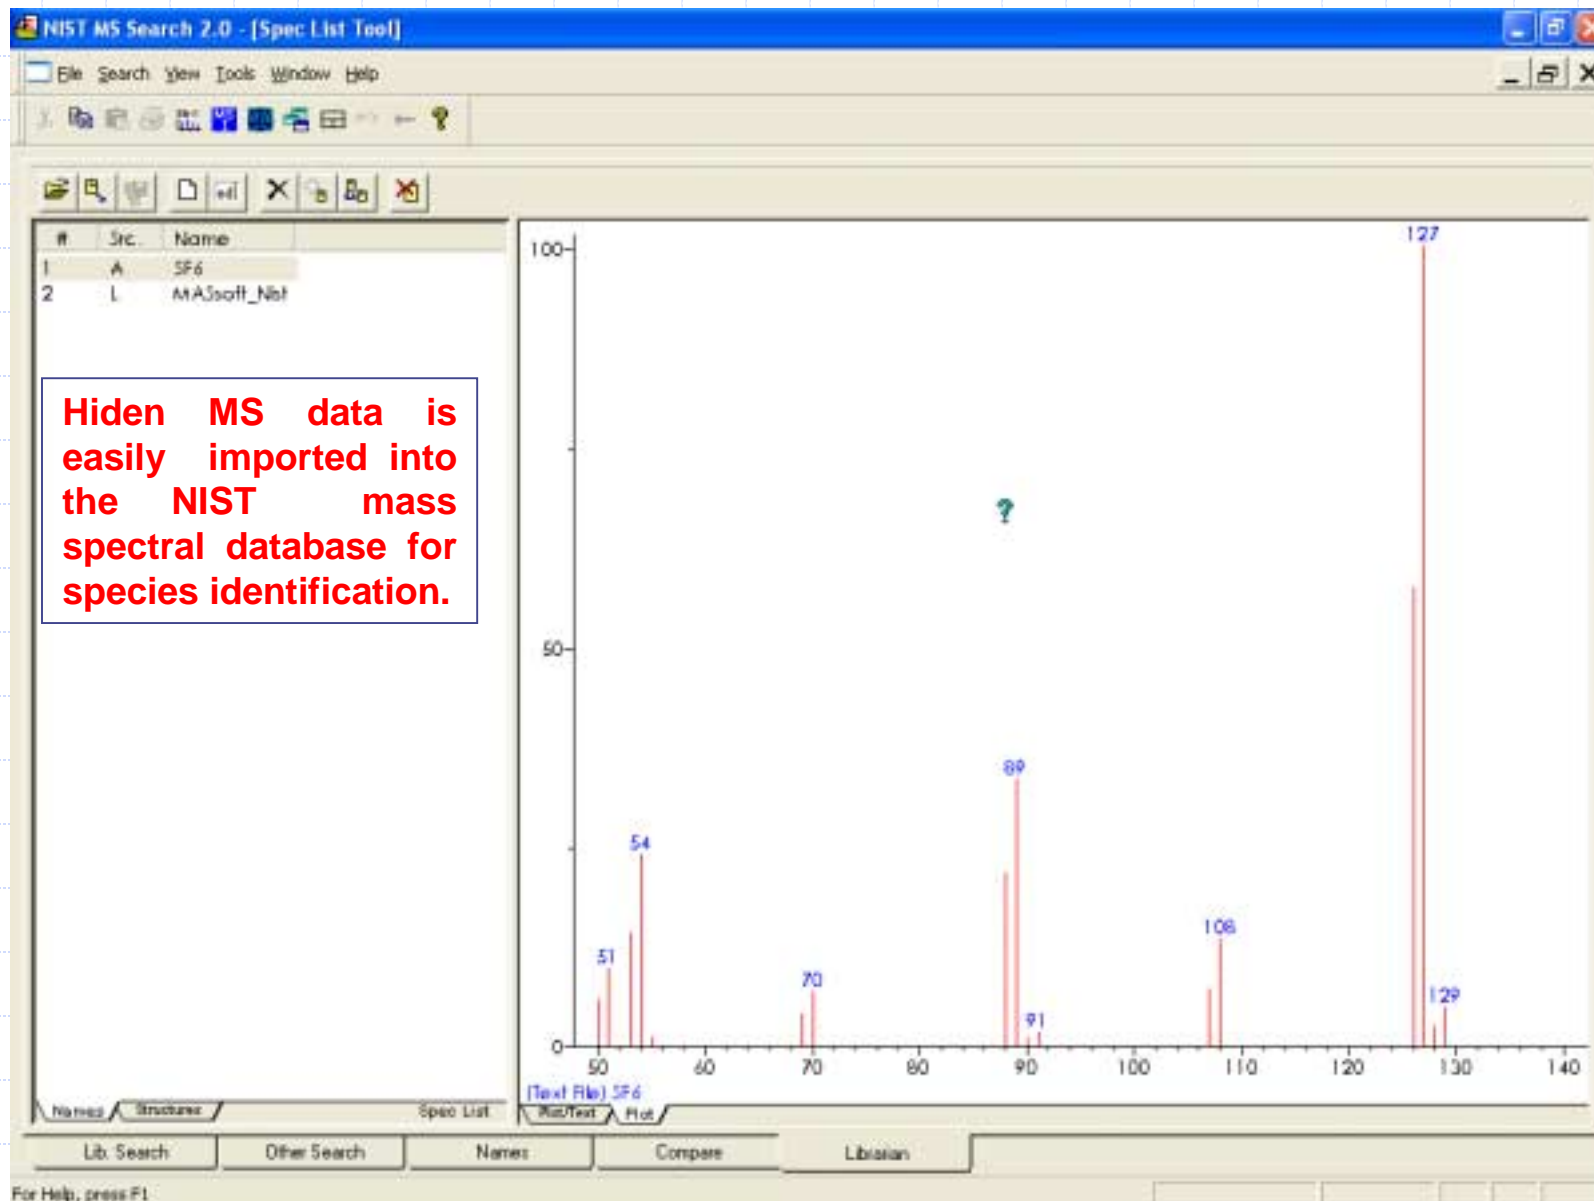 NIST MS Search 2.0 - [Spec List Tool]
File Search View Tools Window Help
# Src. Name
1 A SF6
2 L MASsoft_Nist
Hiden MS data is
easily imported into
the NIST mass
spectral database for
species identification.
100
50
0
127
?
89
54
51
70
91
108
129
50 60 70 80 90 100 110 120 130 140
(Text File) SF6
Names Structures Spec List
Plot/Text Plot
Lib. Search Other Search Names Compare Librarian
For Help, press F1